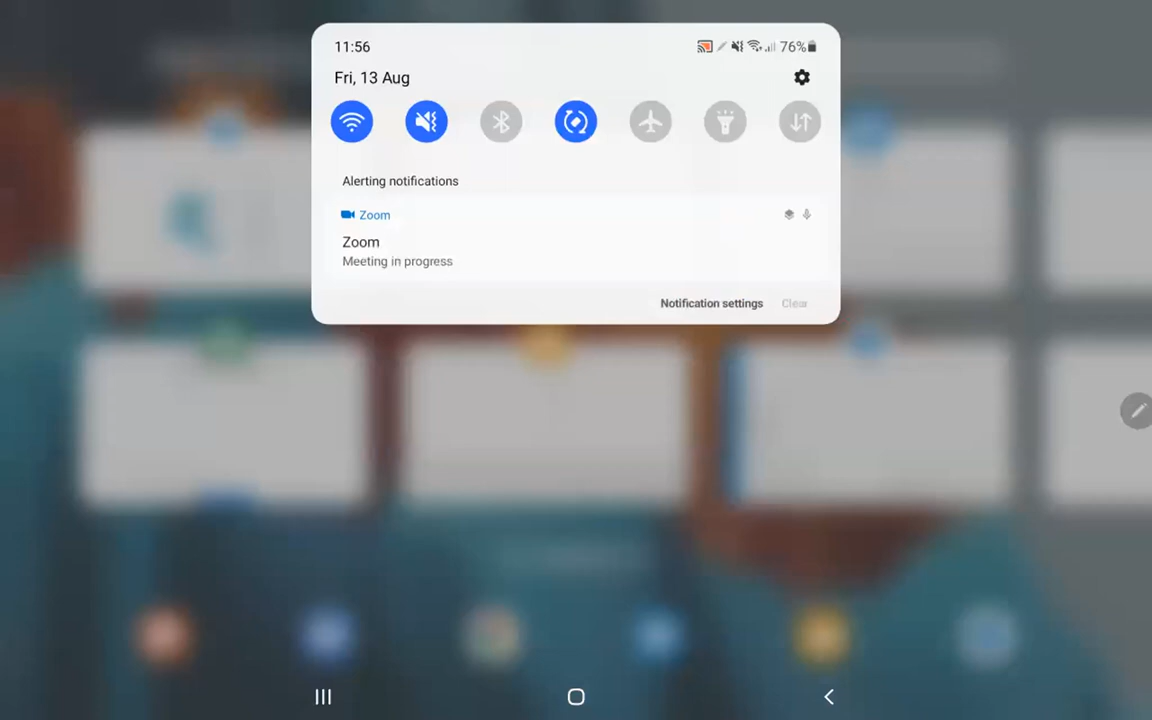 11:56
76%
Fri, 13 Aug
Alerting notifications
Zoom
Zoom
Meeting in progress
Notification settings
Clear